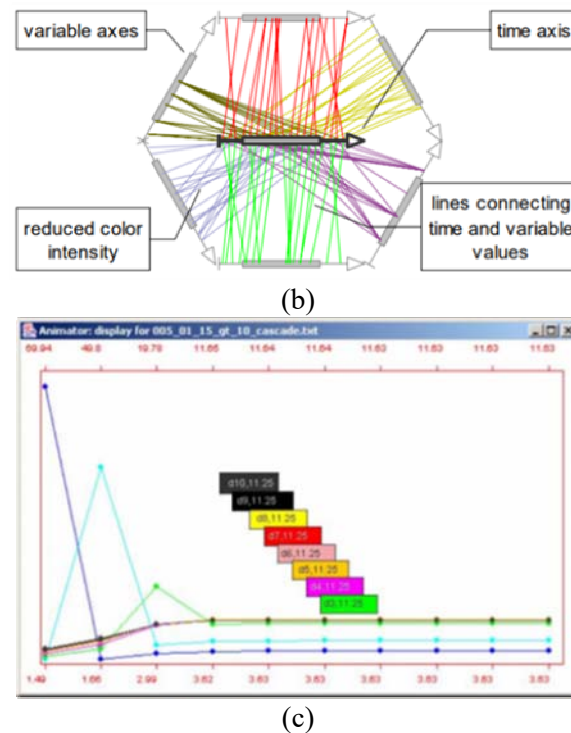 variable axes
time axis
reduced color
intensity
lines connecting
time and variable
values
(b)
Animator: display for 005_01_15_gt_10_cascade.txt
69.94 49.8 19.78 11.65 11.64 11.64 11.63 11.63 11.63 11.63
d10,11.25
d9,11.25
d8,11.25
d7,11.25
d6,11.25
d5,11.25
d4,11.25
d3,11.25
1.49 1.66 2.99 3.62 3.63 3.63 3.63 3.63 3.63 3.63
(c)